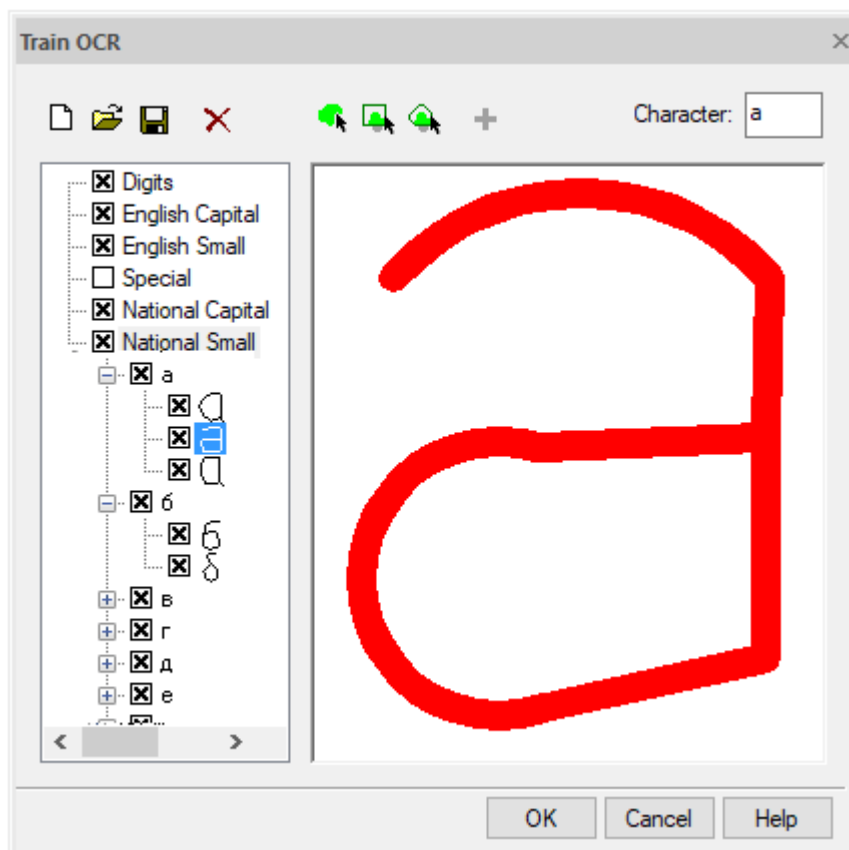 Train OCR
Character: a
Digits
English Capital
English Small
Special
National Capital
National Small
а
б
в
г
д
е
OK Cancel Help